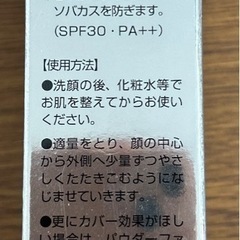 ソバカスを防ぎます。
(SPF30・PA++)
【使用方法】
●洗顔の後、化粧水等で
お肌を整えてからお使い
ください。
●適量をとり、顔の中心
から外側へ少量ずつやさし
くたたきこむようになじ
ませていきます。
●更にカバー効果がほし
い場合は、パウダーファ